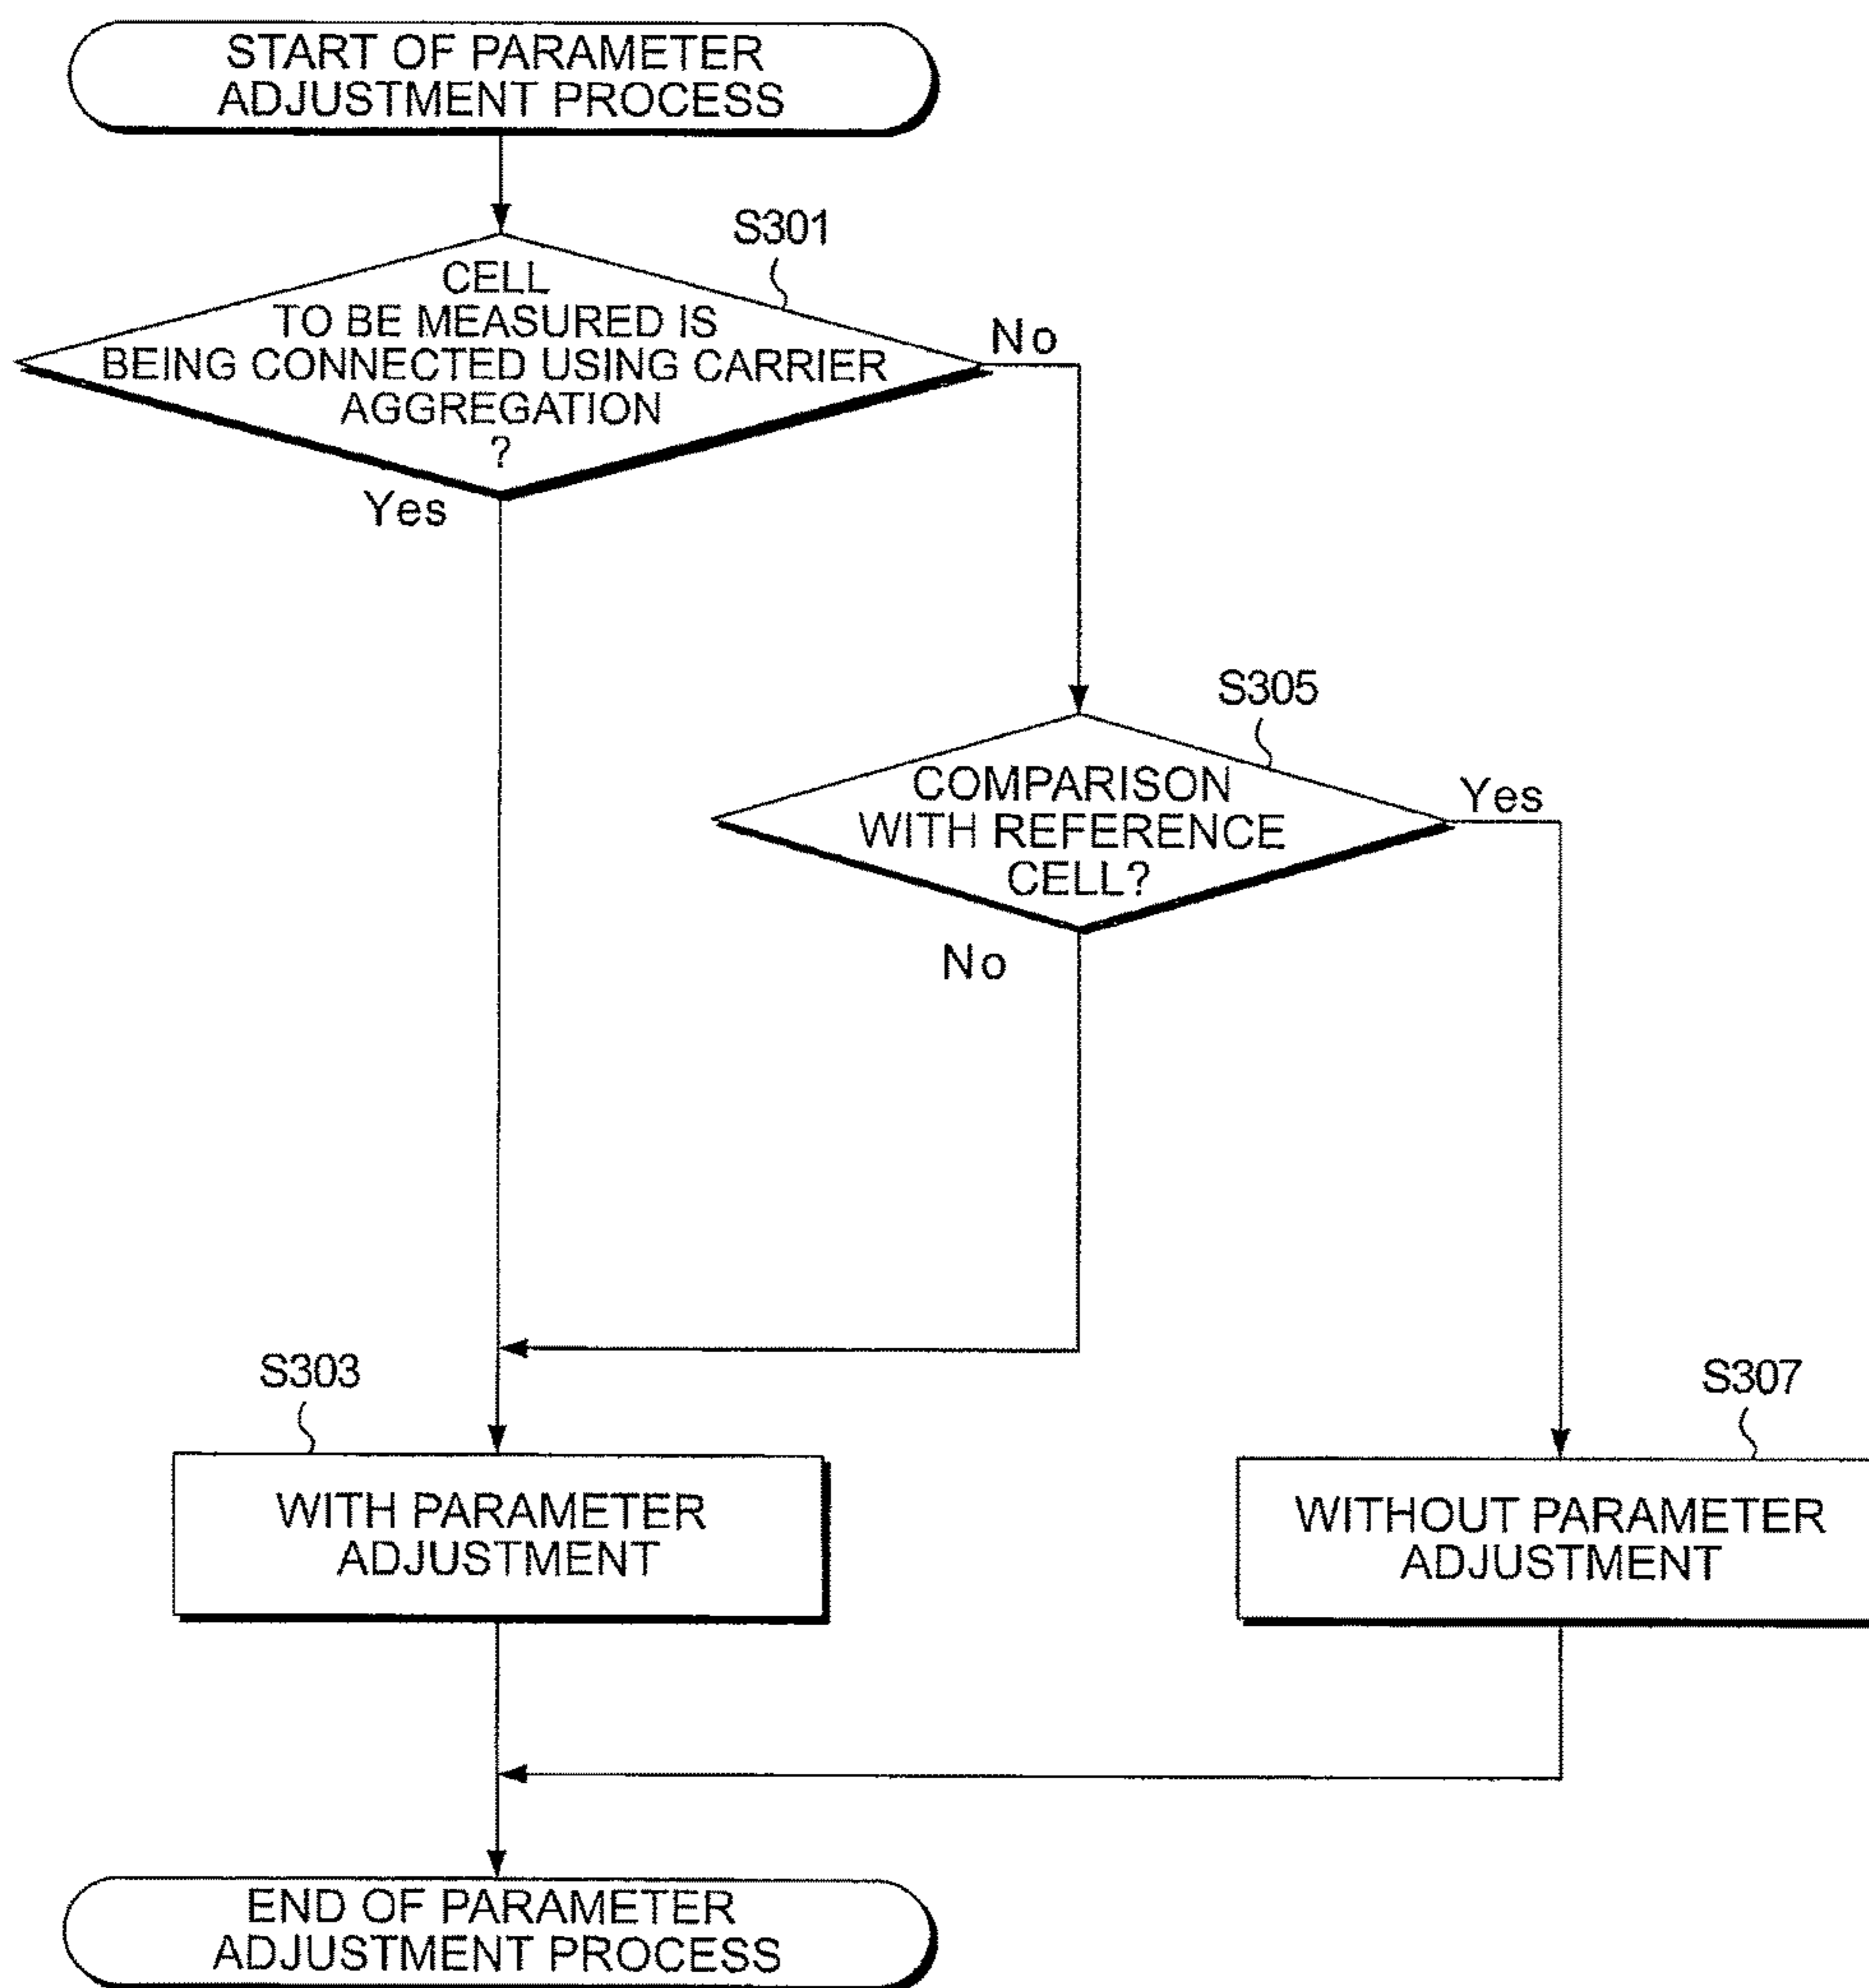 START OF PARAMETER
ADJUSTMENT PROCESS
S301
CELL
TO BE MEASURED IS
BEING CONNECTED USING CARRIER
AGGREGATION
?
No
Yes
S305
COMPARISON
WITH REFERENCE
CELL?
Yes
No
S303
WITH PARAMETER
ADJUSTMENT
S307
WITHOUT PARAMETER
ADJUSTMENT
END OF PARAMETER
ADJUSTMENT PROCESS